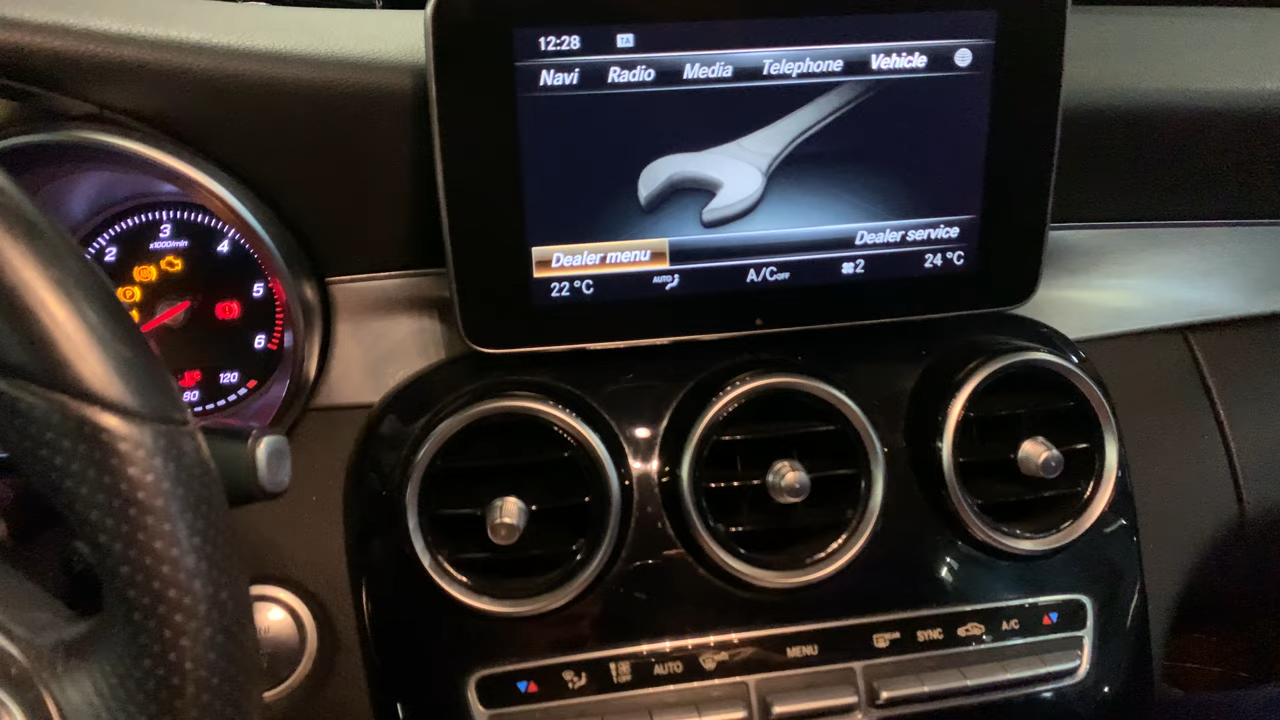 12:28 TA
Navi Radio Media Telephone Vehicle
Dealer menu Dealer service
22 °C AUTO A/C OFF 2 24 °C
2 3 4 5 6
x1000/min
P
120
80
AUTO MENU SYNC A/C